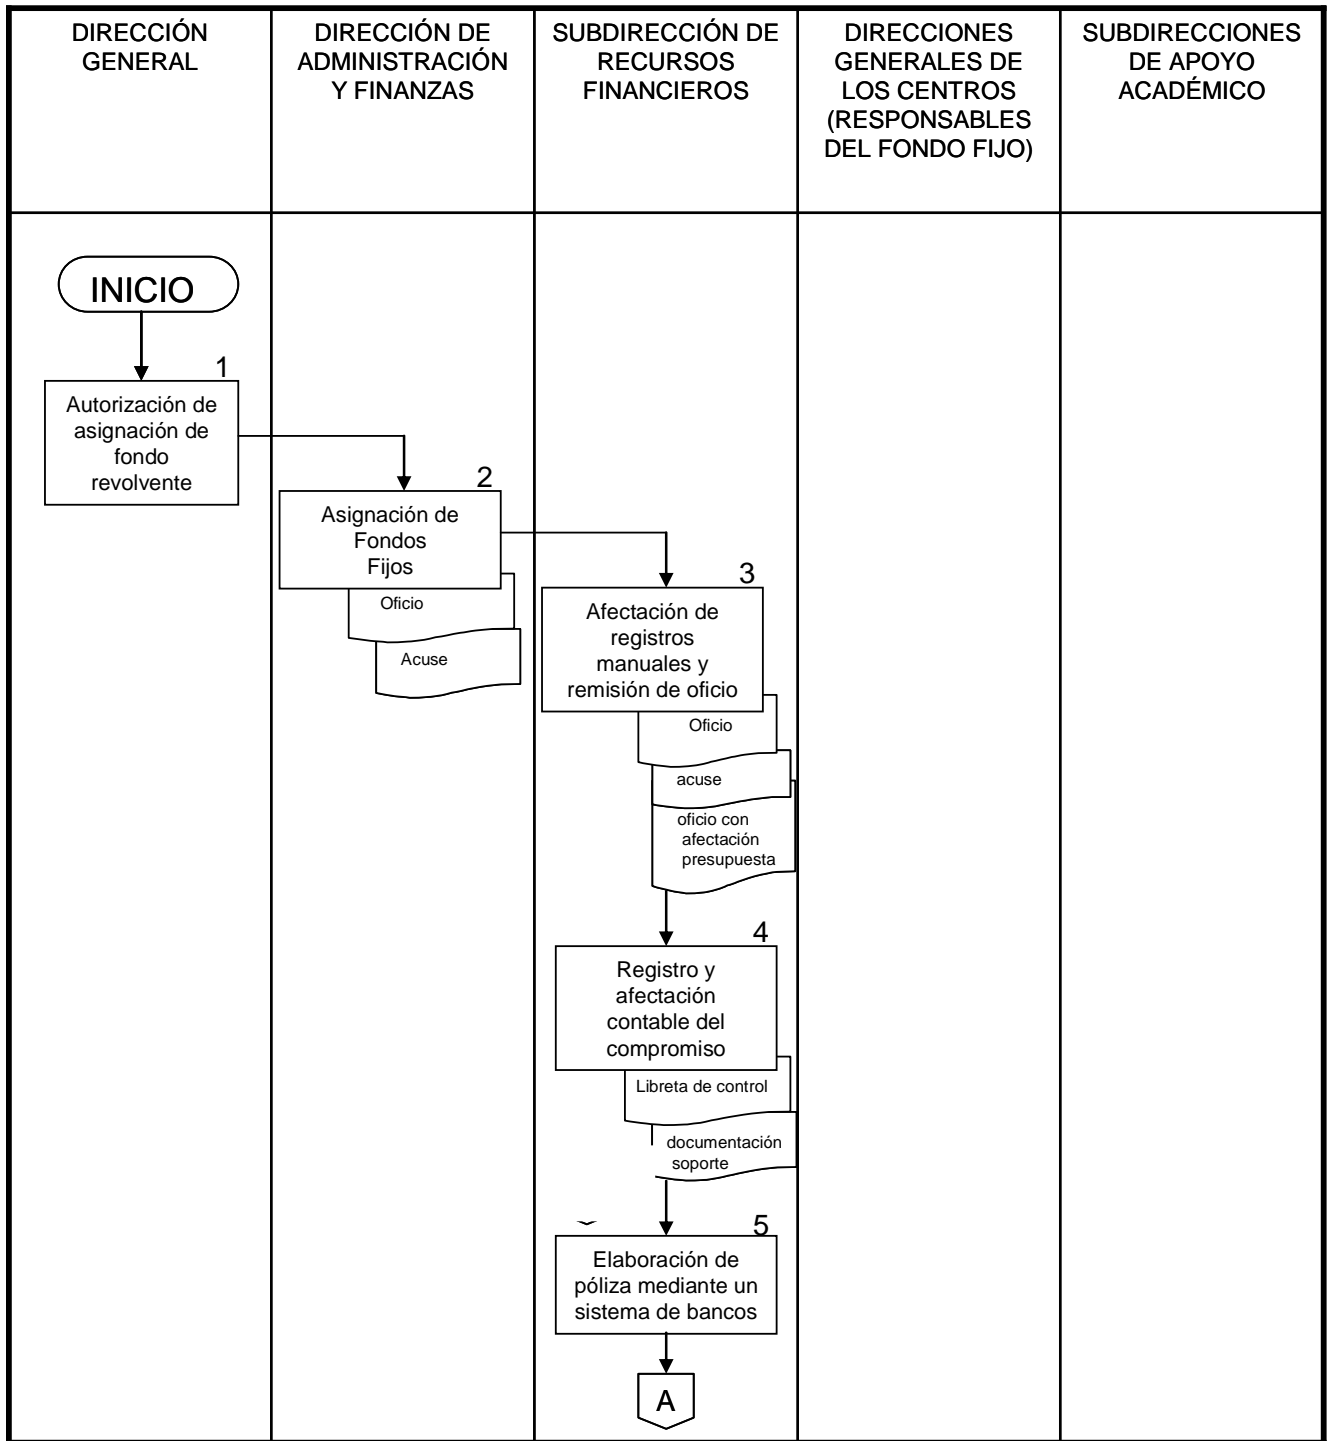 DIRECCIÓN
GENERAL
DIRECCIÓN DE
ADMINISTRACIÓN
Y FINANZAS
SUBDIRECCIÓN DE
RECURSOS
FINANCIEROS
DIRECCIONES
GENERALES DE
LOS CENTROS
(RESPONSABLES
DEL FONDO FIJO)
SUBDIRECCIONES
DE APOYO
ACADÉMICO
INICIO
1
Autorización de
asignación de
fondo
revolvente
2
Asignación de
Fondos
Fijos
Oficio
Acuse
3
Afectación de
registros
manuales y
remisión de oficio
Oficio
acuse
oficio con
afectación
presupuesta
4
Registro y
afectación
contable del
compromiso
Libreta de control
documentación
soporte
5
Elaboración de
póliza mediante un
sistema de bancos
A